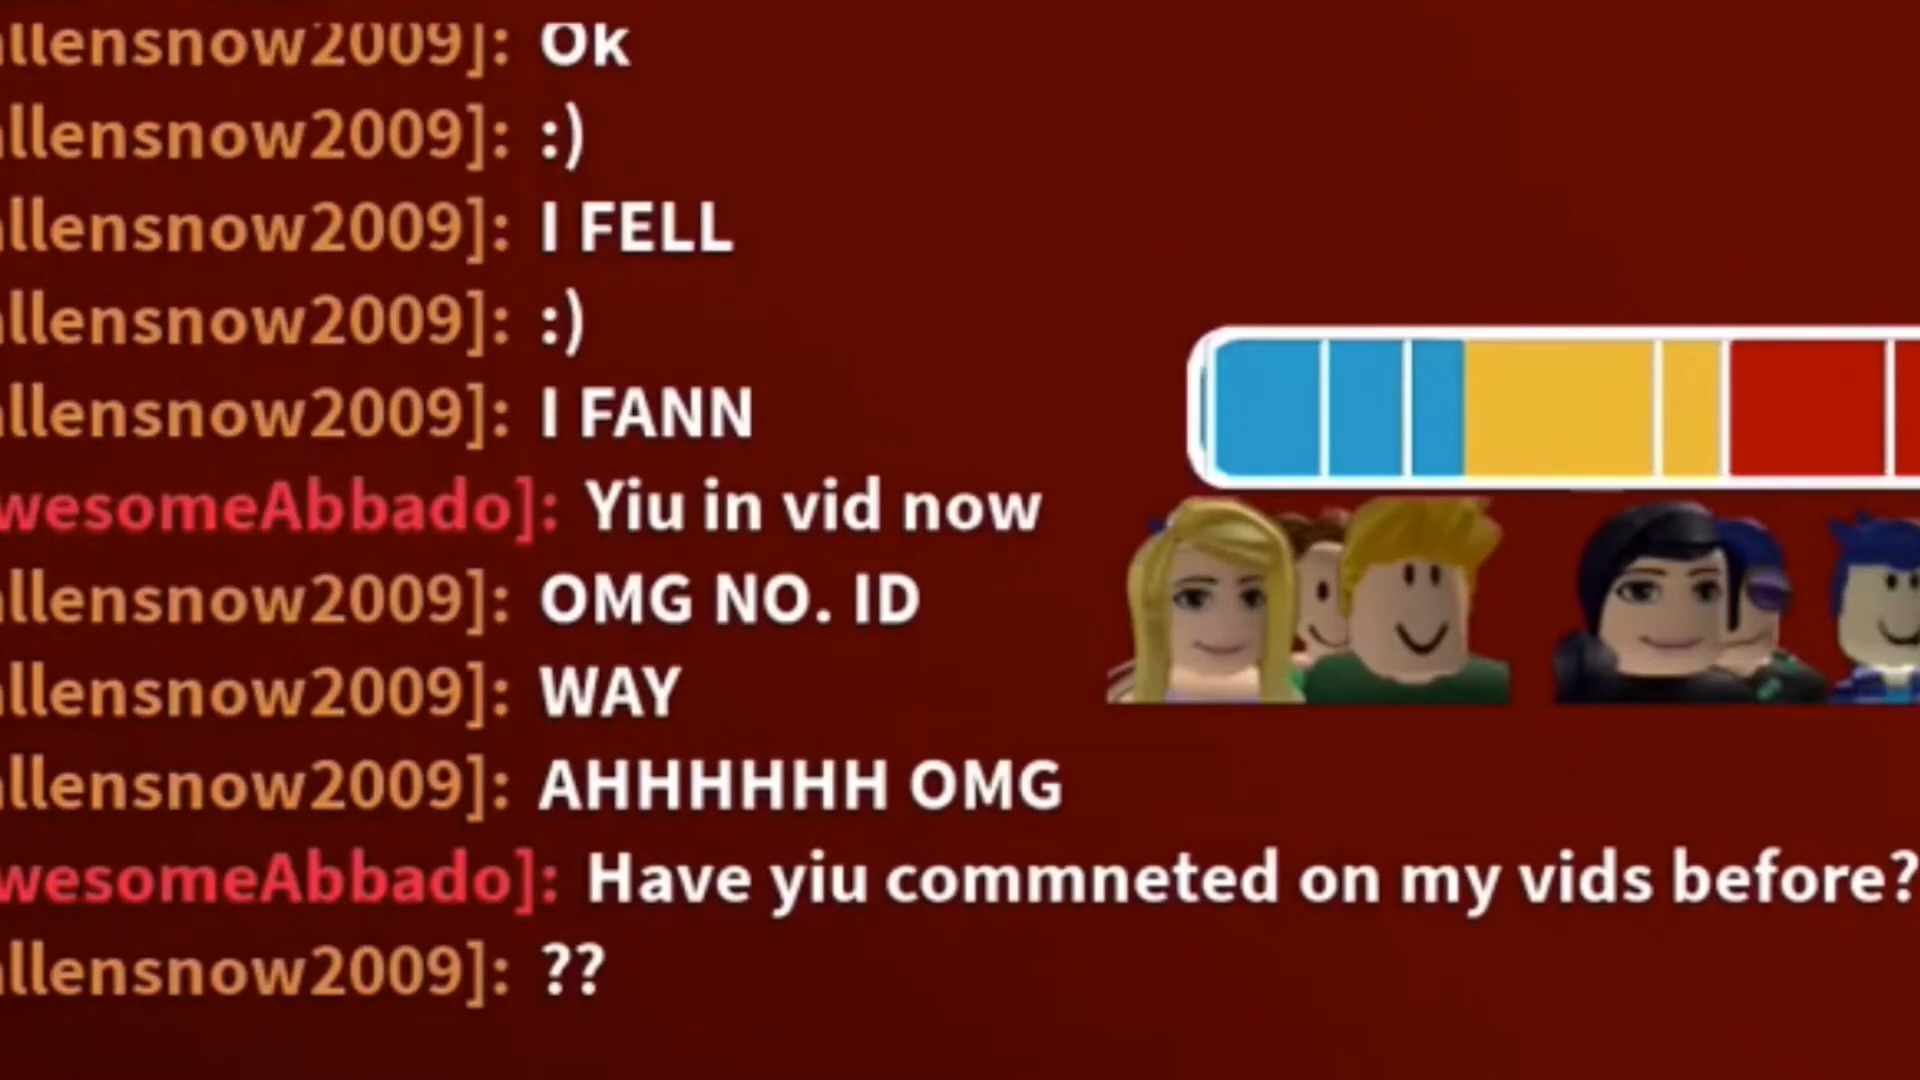 llensnow2009]: Ok
llensnow2009]: :)
llensnow2009]: I FELL
llensnow2009]: :)
llensnow2009]: I FANN
wesomeAbbado]: Yiu in vid now
llensnow2009]: OMG NO. ID
llensnow2009]: WAY
llensnow2009]: AHHHHHH OMG
wesomeAbbado]: Have yiu commneted on my vids before?
llensnow2009]: ??